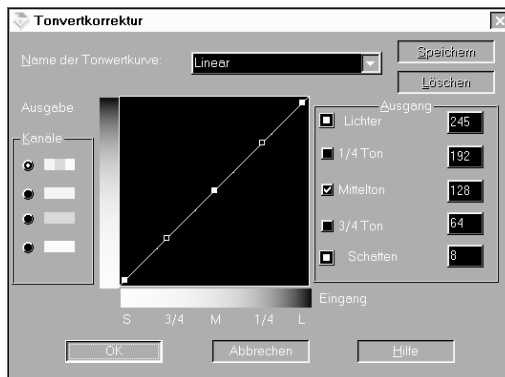 Tonvertkorrektur
Name der Tonwertkurve: Linear
Speichern
Löschen
Ausgabe
Kanäle
Ausgang
Lichter 245
1/4 Ton 192
Mittelton 128
3/4 Ton 64
Schatten 8
Eingang
S 3/4 M 1/4 L
OK Abbrechen Hilfe